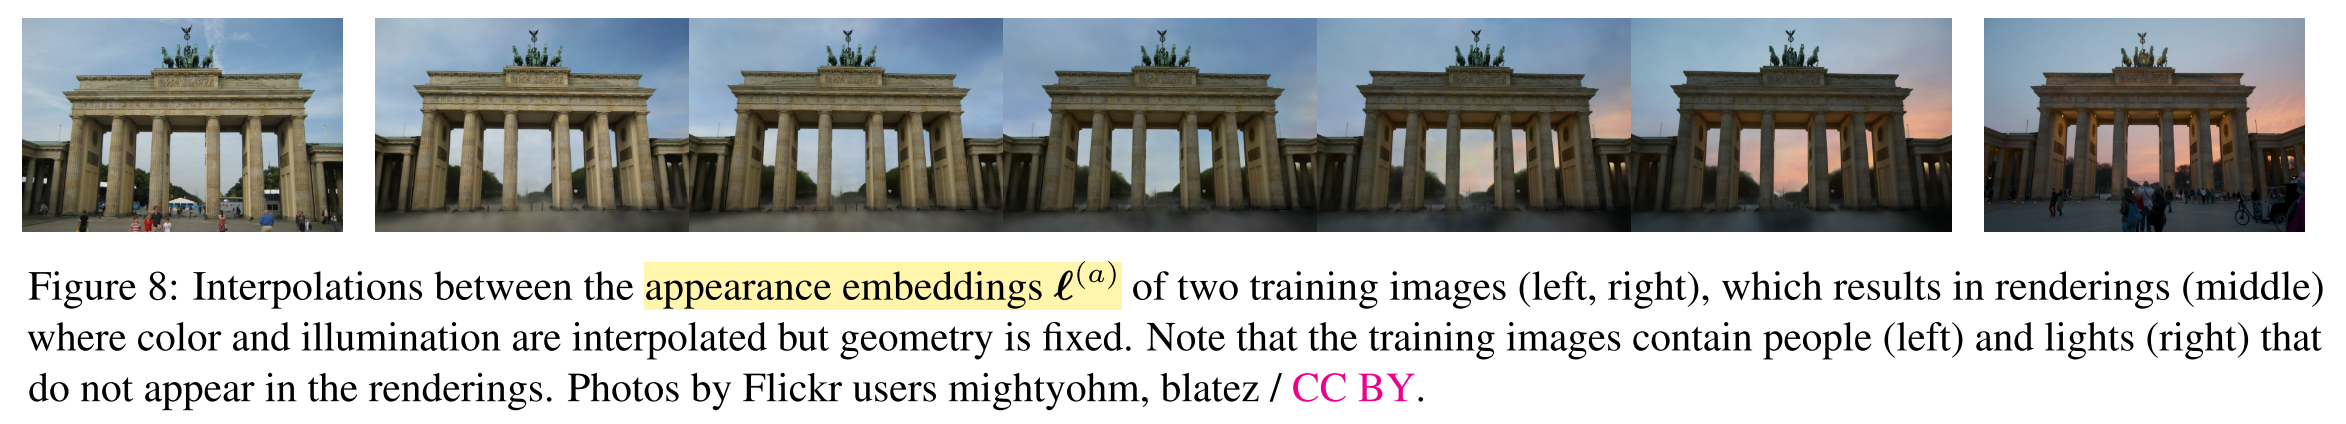 Figure 8: Interpolations between the appearance embeddings ℓ^(a) of two training images (left, right), which results in renderings (middle)
where color and illumination are interpolated but geometry is fixed. Note that the training images contain people (left) and lights (right) that
do not appear in the renderings. Photos by Flickr users mightyohm, blatez / CC BY.